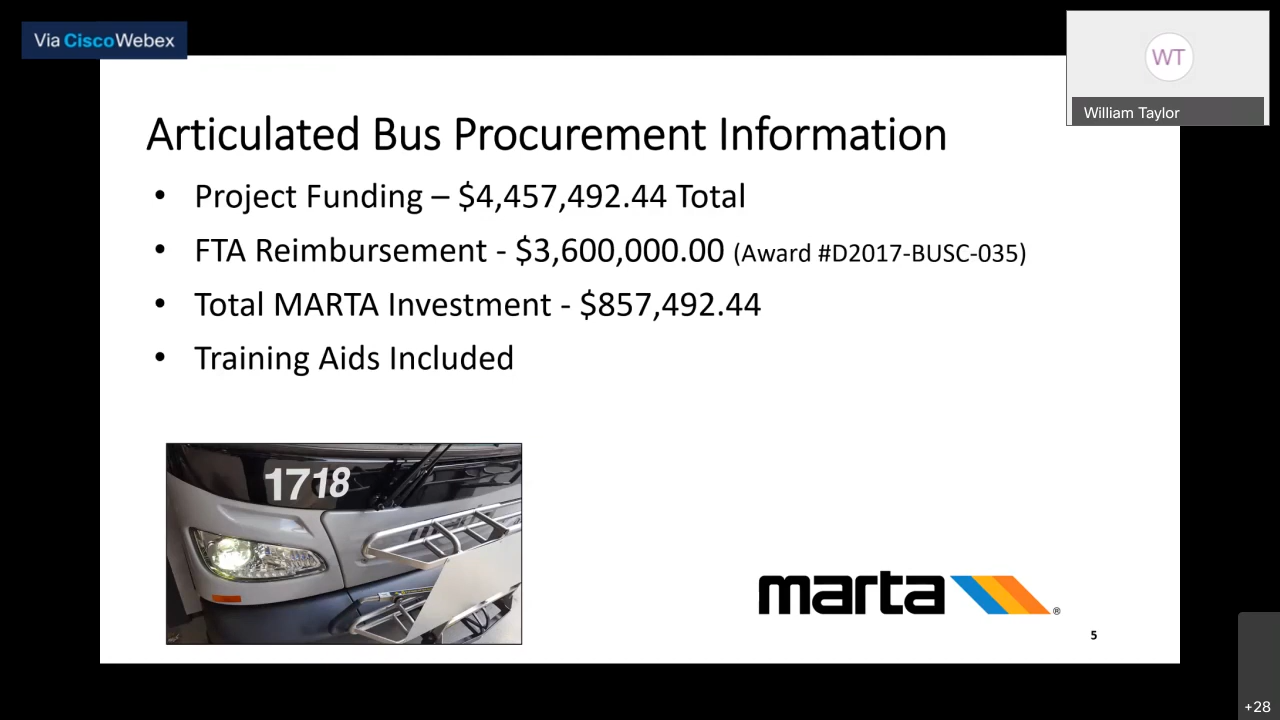 Via CiscoWebex
WT
William Taylor
Articulated Bus Procurement Information
• Project Funding – $4,457,492.44 Total
• FTA Reimbursement - $3,600,000.00 (Award #D2017-BUSC-035)
• Total MARTA Investment - $857,492.44
• Training Aids Included
1718
marta ®
5
+28